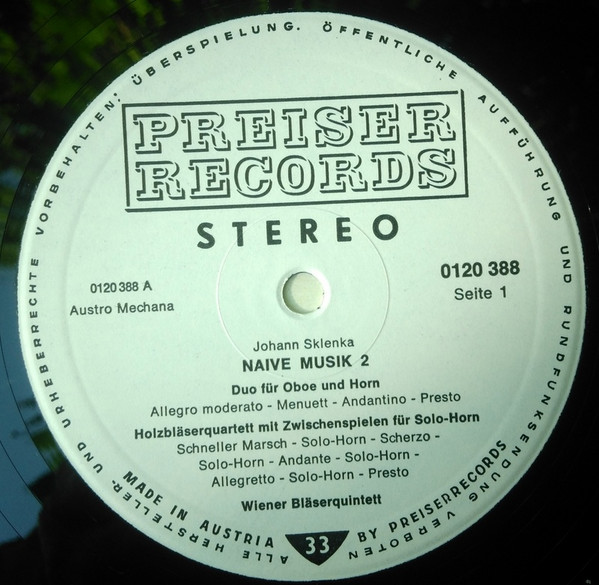 PREISER
RECORDS
STEREO
0120 388 A
Austro Mechana
0120 388
Seite 1
Johann Sklenka
NAIVE MUSIK 2
Duo für Oboe und Horn
Allegro moderato - Menuett - Andantino - Presto
Holzbläserquartett mit Zwischenspielen für Solo-Horn
Schneller Marsch - Solo-Horn - Scherzo -
Solo-Horn - Andante - Solo-Horn -
Allegretto - Solo-Horn - Presto
Wiener Bläserquintett
MADE IN AUSTRIA
33
BY PREISERRECORDS
ALLE HERSTELLER- UND URHEBERRECHTE VORBEHALTEN: ÜBERSPIELUNG. ÖFFENTLICHE AUFFÜHRUNG UND RUNDFUNKSENDUNG VERBOTEN